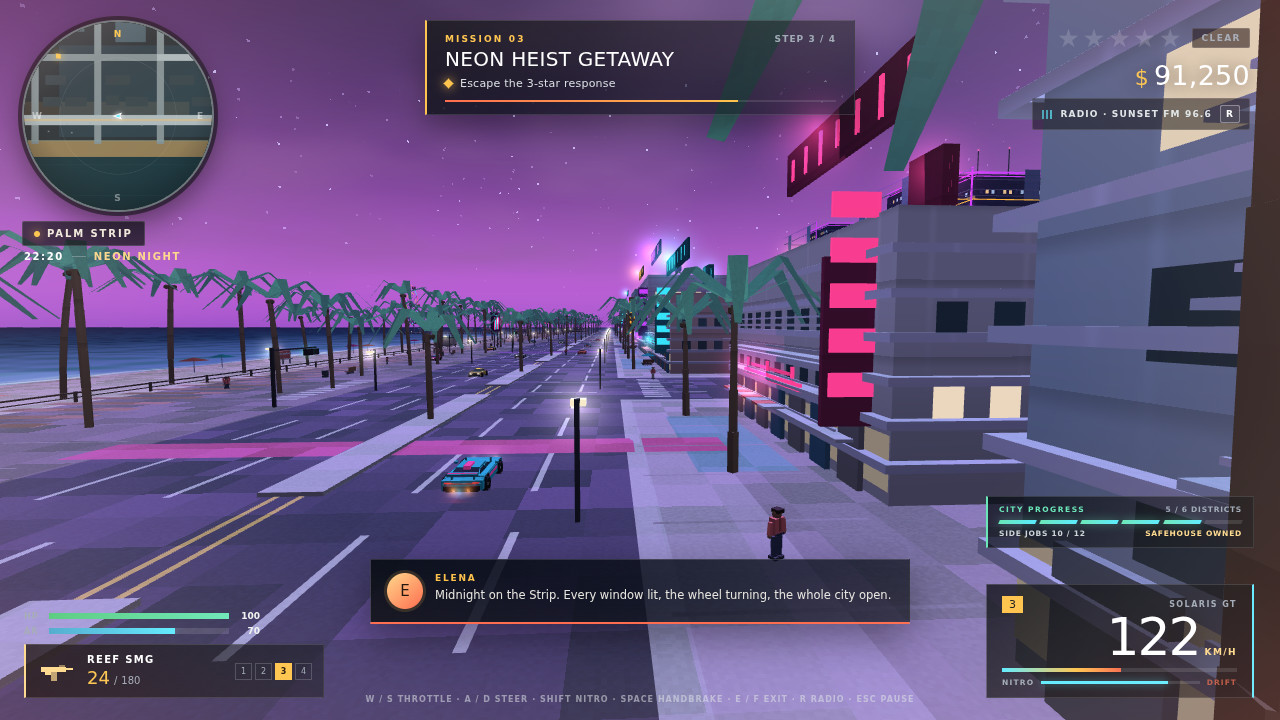 N
W
E
S
PALM STRIP
22:20 — NEON NIGHT
MISSION 03
STEP 3 / 4
NEON HEIST GETAWAY
Escape the 3-star response
CLEAR
$ 91,250
RADIO · SUNSET FM 96.6 R
CITY PROGRESS
5 / 6 DISTRICTS
SIDE JOBS 10 / 12
SAFEHOUSE OWNED
E
ELENA
Midnight on the Strip. Every window lit, the wheel turning, the whole city open.
100
70
REEF SMG
24 / 180
1 2 3 4
3
SOLARIS GT
122 KM/H
NITRO
DRIFT
W / S THROTTLE · A / D STEER · SHIFT NITRO · SPACE HANDBRAKE · E / F EXIT · R RADIO · ESC PAUSE